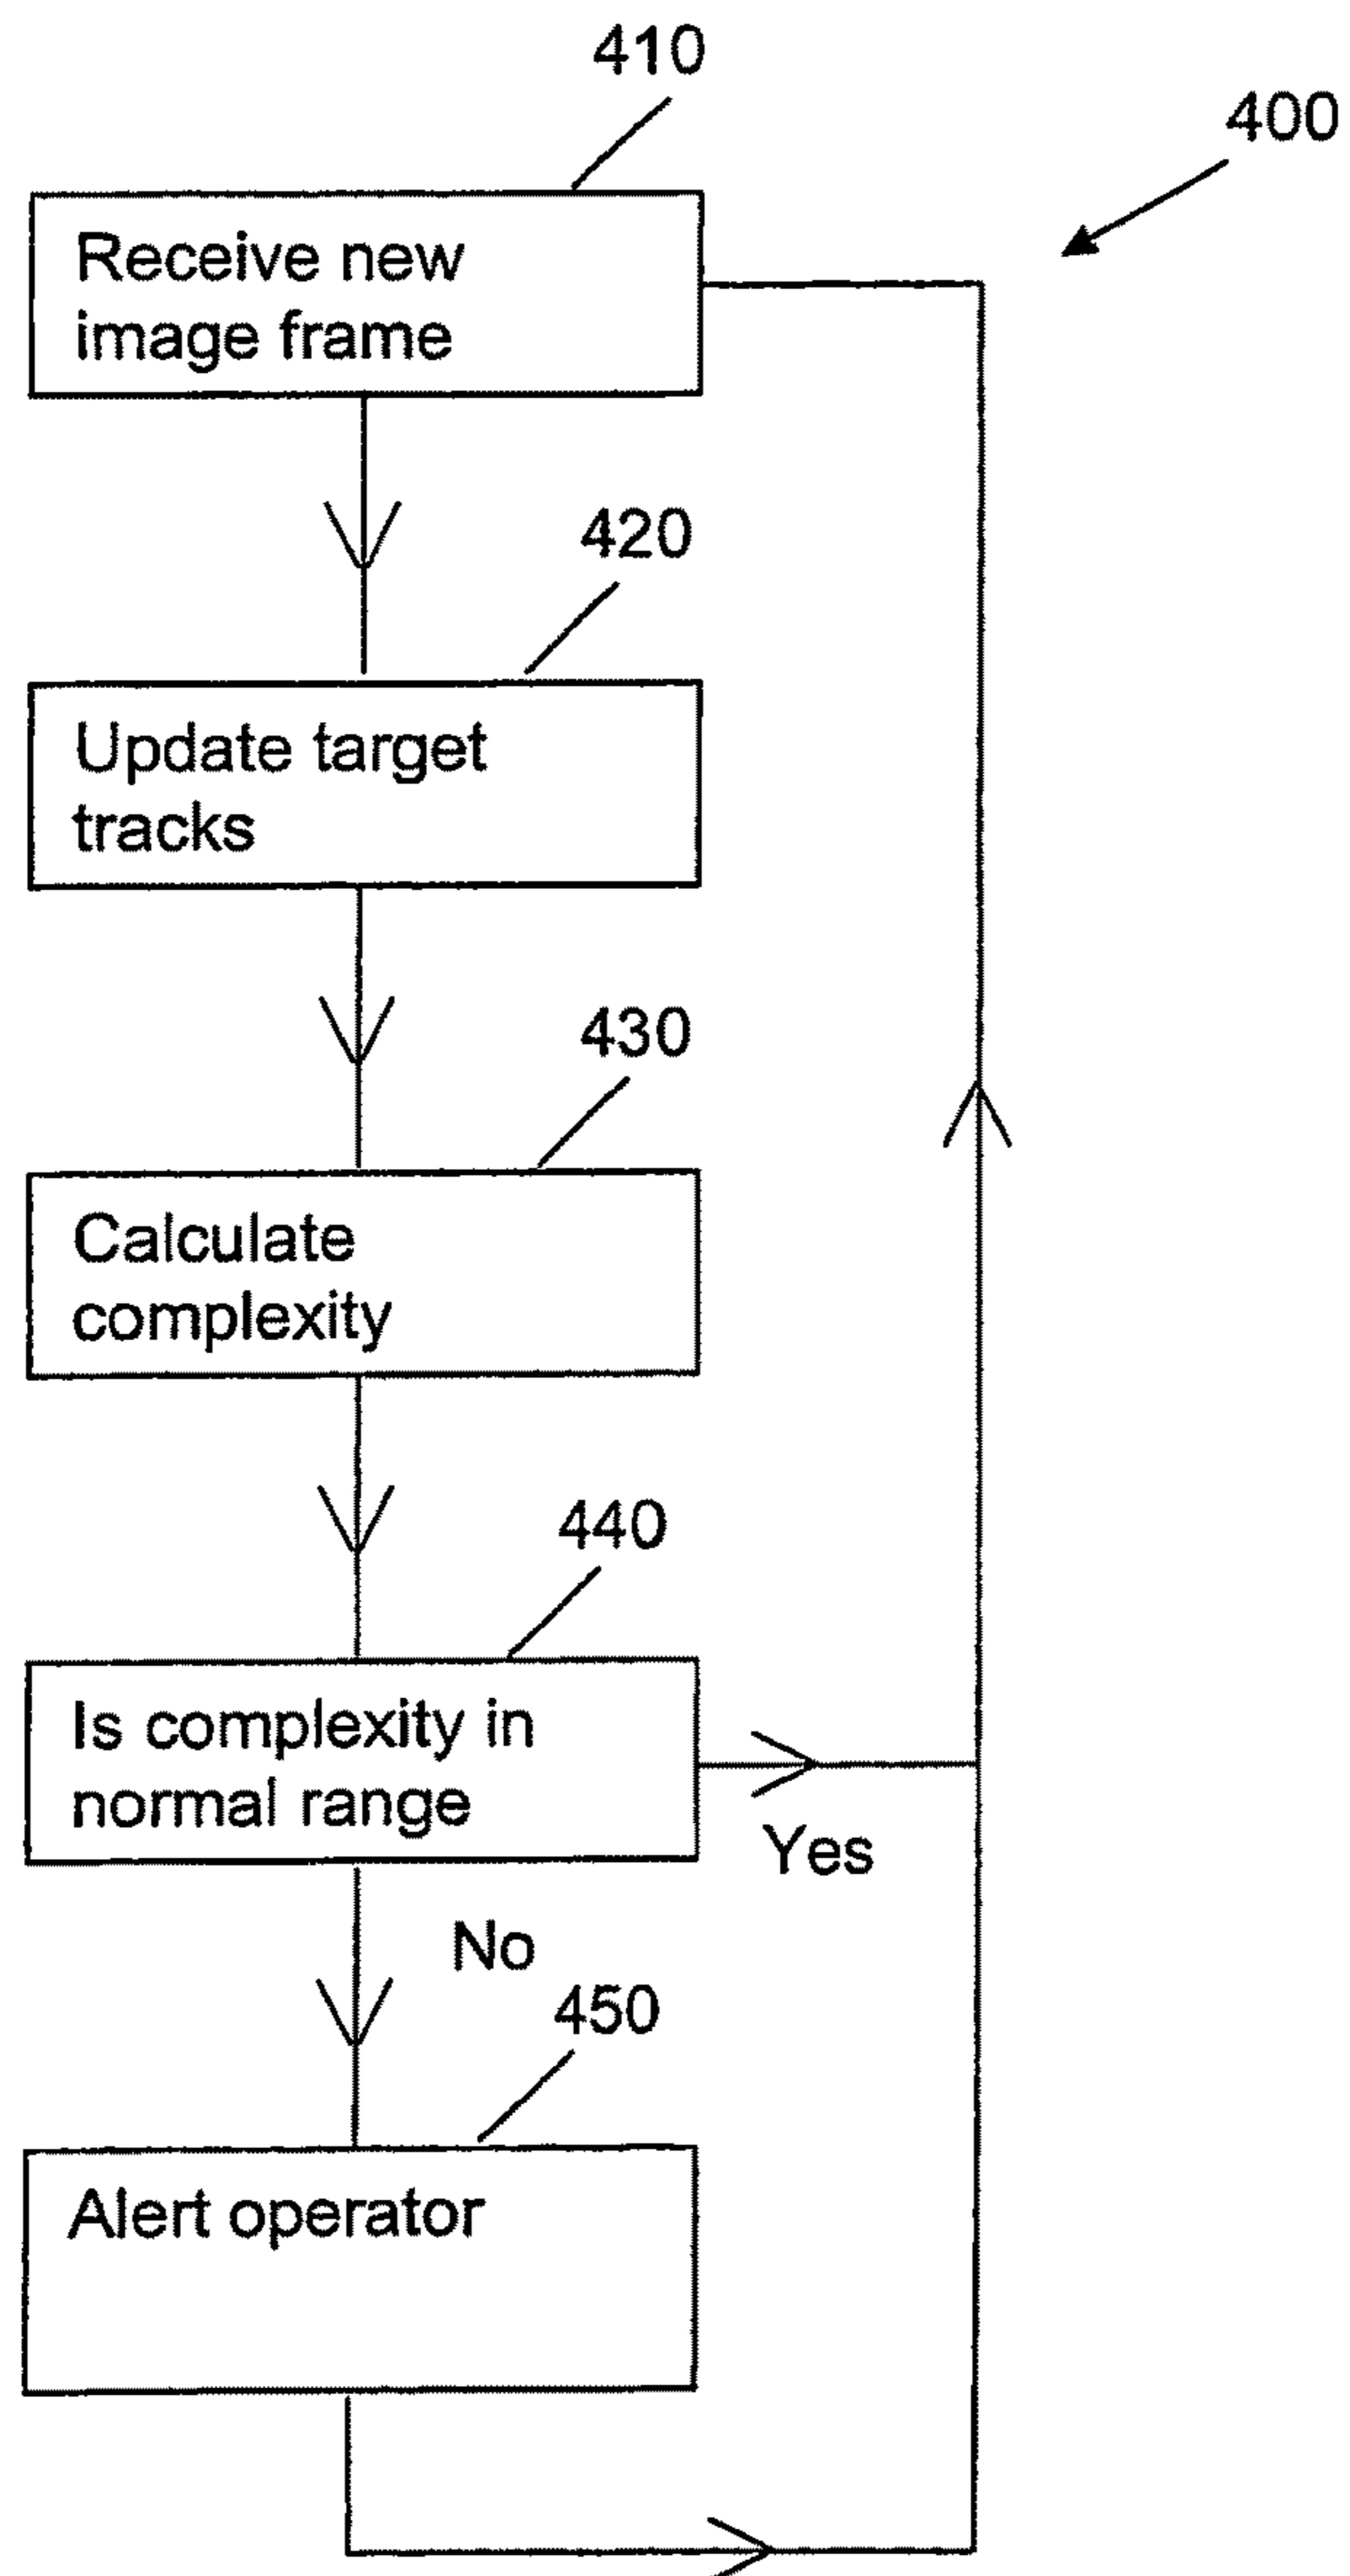 410
400
Receive new
image frame
420
Update target
tracks
430
Calculate
complexity
440
Is complexity in
normal range
Yes
No
450
Alert operator